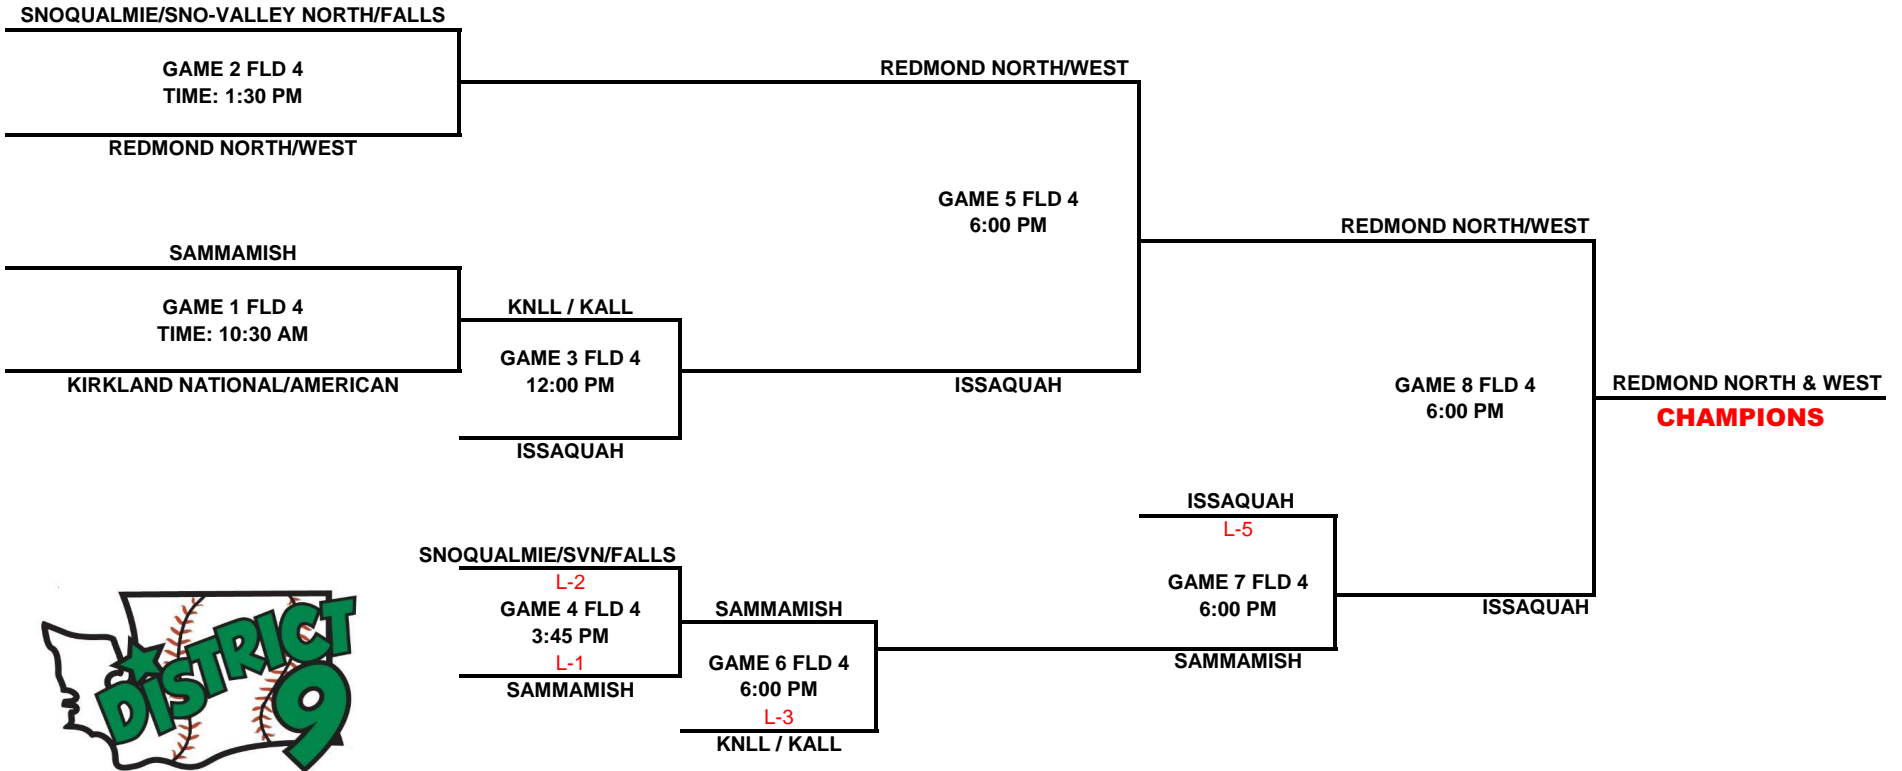 SNOQUALMIE/SNO-VALLEY NORTH/FALLS
GAME 2 FLD 4
TIME: 1:30 PM
REDMOND NORTH/WEST
REDMOND NORTH/WEST
GAME 5 FLD 4
6:00 PM
REDMOND NORTH/WEST
SAMMAMISH
GAME 1 FLD 4
TIME: 10:30 AM
KIRKLAND NATIONAL/AMERICAN
KNLL / KALL
GAME 3 FLD 4
12:00 PM
ISSAQUAH
ISSAQUAH
GAME 8 FLD 4
6:00 PM
REDMOND NORTH & WEST
CHAMPIONS
ISSAQUAH
L-5
GAME 7 FLD 4
6:00 PM
SAMMAMISH
ISSAQUAH
SNOQUALMIE/SVN/FALLS
L-2
GAME 4 FLD 4
3:45 PM
L-1
SAMMAMISH
SAMMAMISH
GAME 6 FLD 4
6:00 PM
L-3
KNLL / KALL
DISTRICT
9